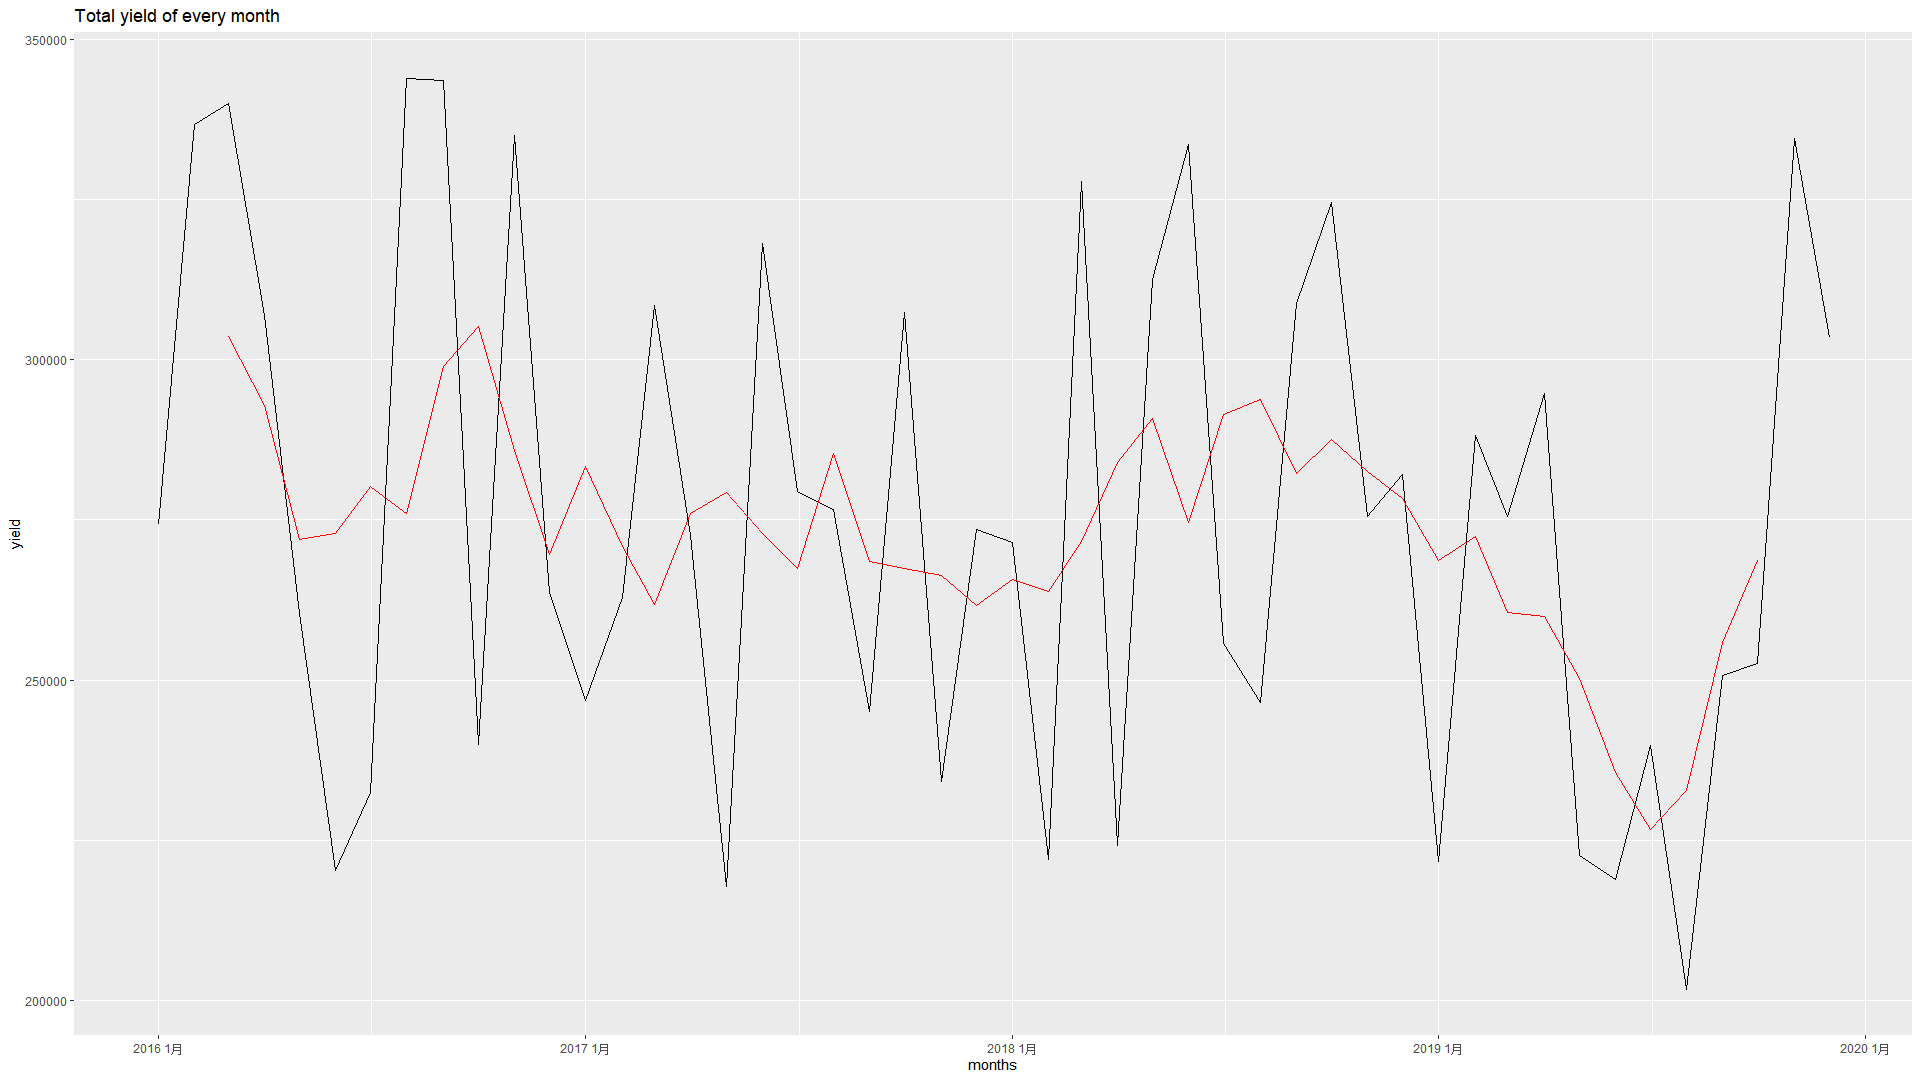 Total yield of every month
350000
300000
250000
200000
yield
2016 1月
2017 1月
2018 1月
2019 1月
2020 1月
months